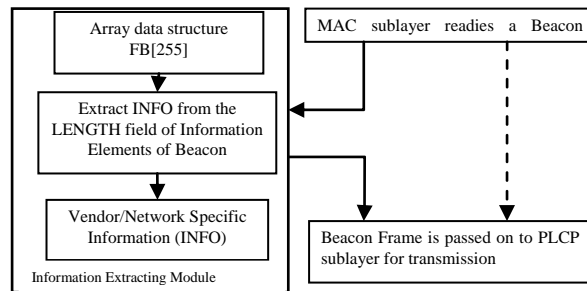 Array data structure
FB[255]
Extract INFO from the
LENGTH field of Information
Elements of Beacon
Vendor/Network Specific
Information (INFO)
Information Extracting Module
MAC sublayer readies a Beacon
Beacon Frame is passed on to PLCP
sublayer for transmission